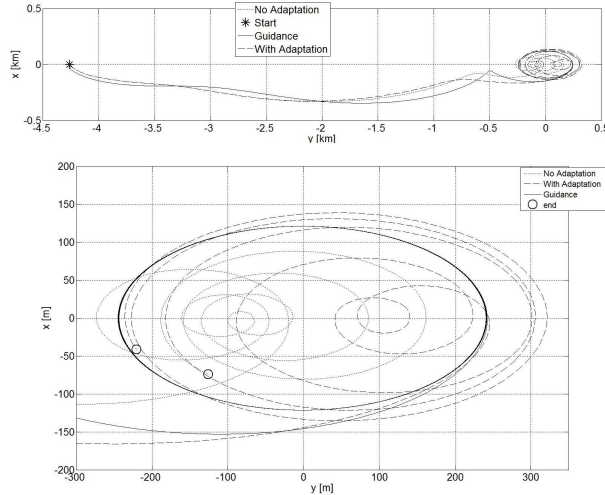 0.5
0
-0.5
x [km]
No Adaptation
Start
Guidance
With Adaptation
-4.5 -4 -3.5 -3 -2.5 -2 -1.5 -1 -0.5 0 0.5
y [km]
200
150
100
50
0
-50
-100
-150
-200
x [m]
No Adaptation
With Adaptation
Guidance
end
-300 -200 -100 0 100 200 300
y [m]